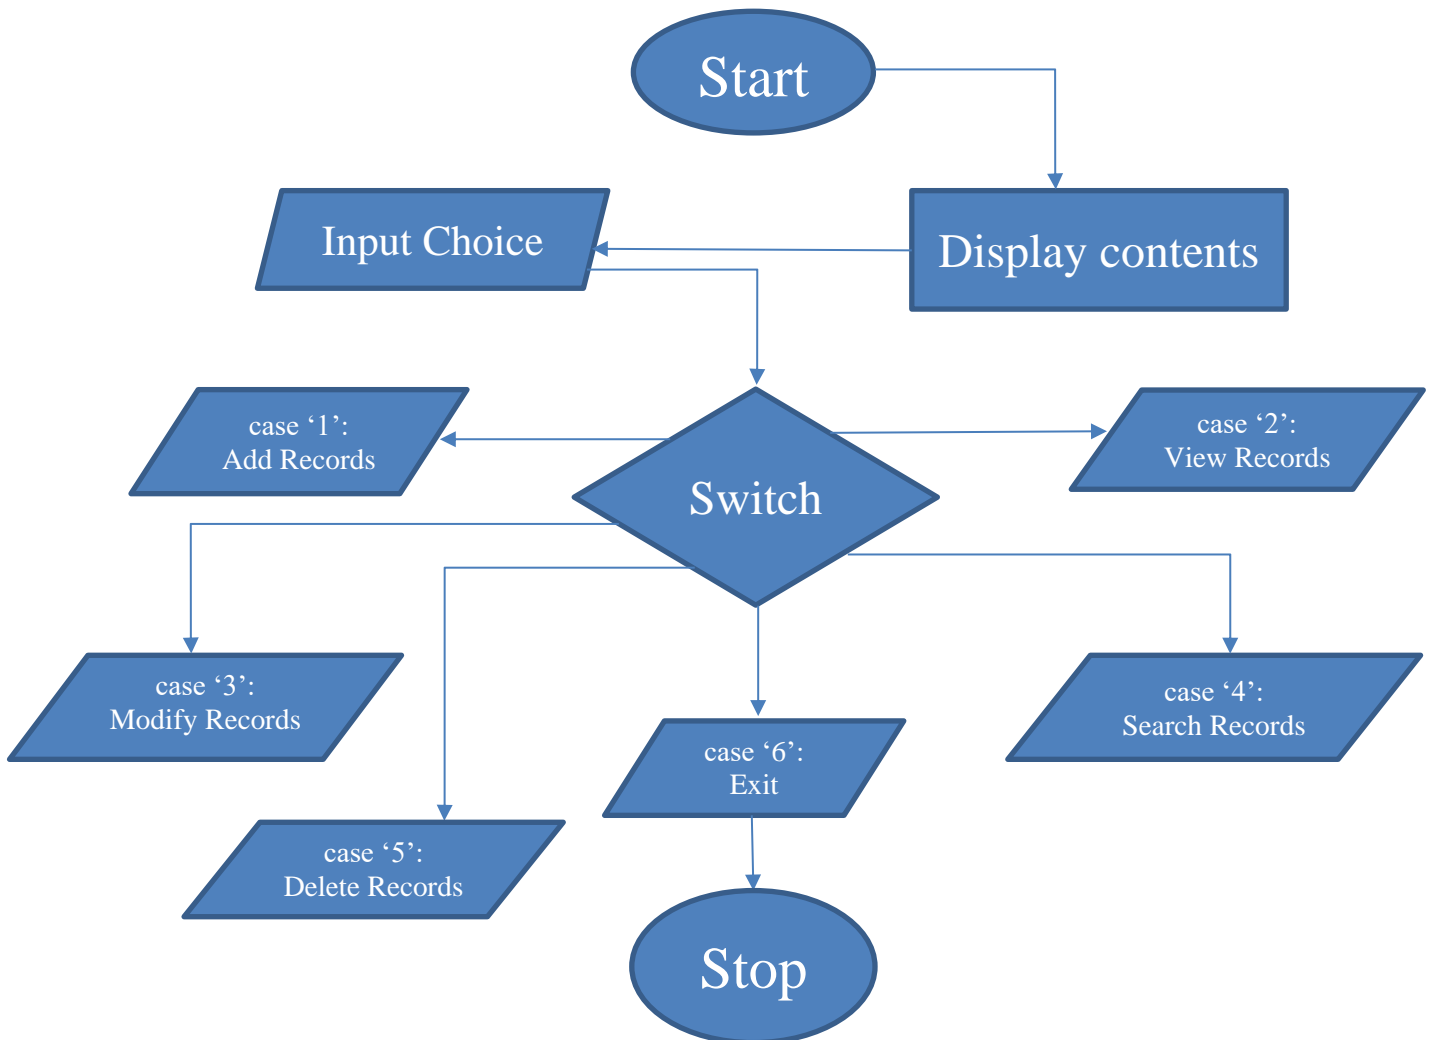 Start
Input Choice
Display contents
case ‘1’:
Add Records
case ‘2’:
View Records
Switch
case ‘3’:
Modify Records
case ‘4’:
Search Records
case ‘6’:
Exit
case ‘5’:
Delete Records
Stop